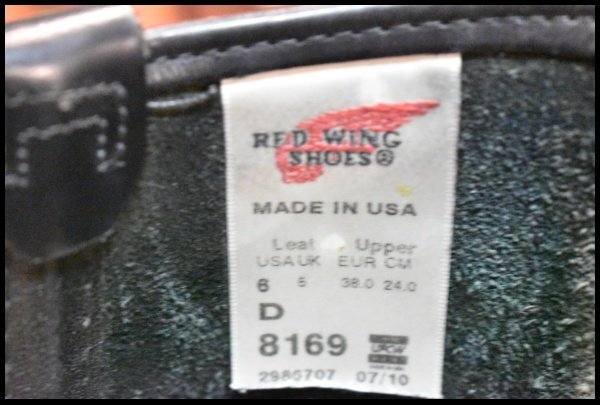 RED WING
SHOES®
MADE IN USA
Upper
USA UK EUR CM
6 5 38.0 24.0
D
8169
2986707 07/10